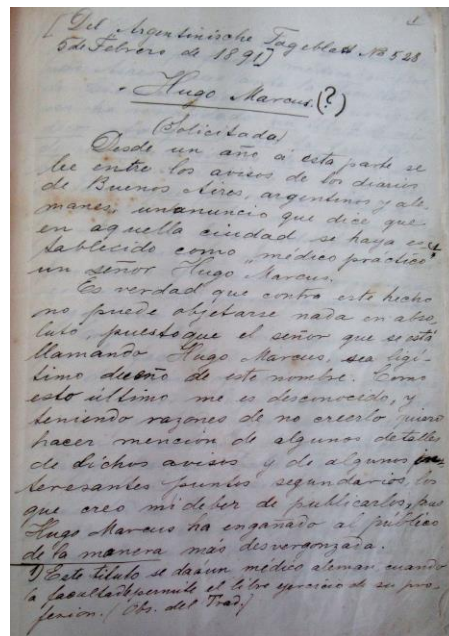 1
[Del Argentinische Tageblatt No 528
5 de Febrero de 1891]
Hugo Marcus. (?)
(Solicitada)
Desde un año á esta parte se
lee entre los avisos de los diarios
de Buenos Aires, argentinos y ale
manes, un anuncio que dice que
en aquella ciudad se haya es
tablecido como "médico práctico" 1
un señor Hugo Marcus.
Es verdad que contra este hecho
no puede objetarse nada en abso
luto, puesto que el señor que se está
llamando Hugo Marcus, sea ligí-
timo dueño de este nombre. Como
esto último me es desconocido, y
teniendo razones de no creerlo quiero
hacer mención de algunos detalles
de dichos avisos y de algunos in-
teresantes puntos segundarios, los
que creo mi deber de publicarlos, pues
Hugo Marcus ha engañado al público
de la manera más desvergonzada.
1) Este título se dá á un médico aleman, cuando
la facultad permite el libre ejercicio de su pro-
fesion. (Obs. del Trad.)